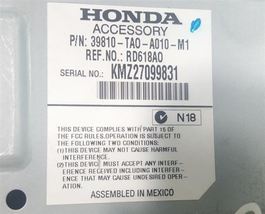 HONDA
ACCESSORY
P/N: 39810-TA0-A010-M1
REF.NO.: RD618A0
SERIAL NO.: KMZ27099831
N18
THIS DEVICE COMPLIES WITH PART 15 OF
THE FCC RULES.OPERATION IS SUBJECT TO
THE FOLLOWING TWO CONDITIONS:
(1)THIS DEVICE MAY NOT CAUSE HARMFUL
INTERFERENCE.
(2)THIS DEVICE MUST ACCEPT ANY INTERF-
ERENCE RECEIVED INCLUDING INTERFER-
ENCE THAT CAUSE UNDESIRED OPERATION.
ASSEMBLED IN MEXICO